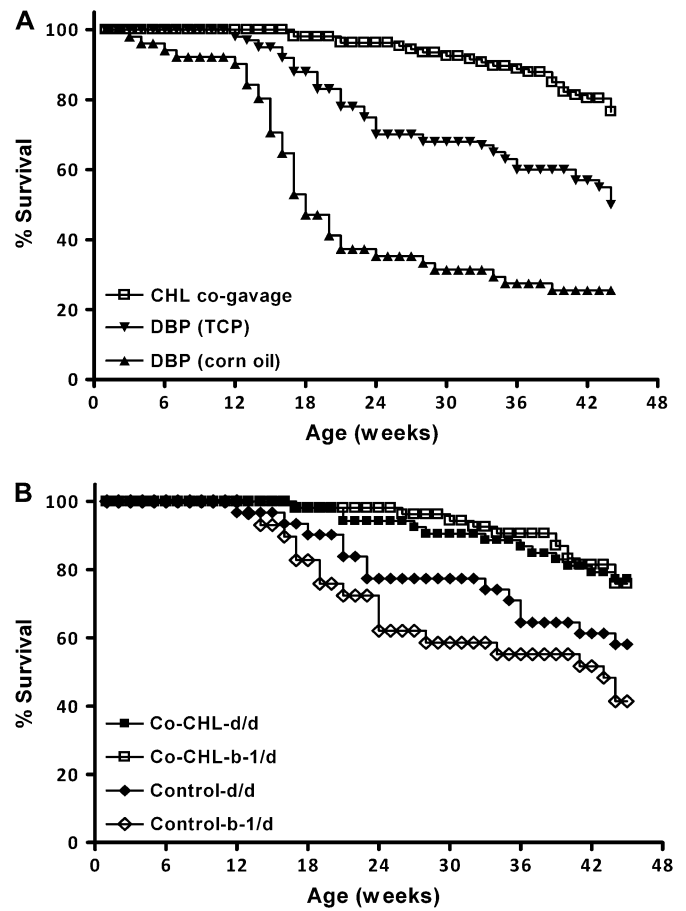 A
100
80
60
40
20
0
% Survival
CHL co-gavage
DBP (TCP)
DBP (corn oil)
0 6 12 18 24 30 36 42 48
Age (weeks)
B
100
80
60
40
20
0
% Survival
Co-CHL-d/d
Co-CHL-b-1/d
Control-d/d
Control-b-1/d
0 6 12 18 24 30 36 42 48
Age (weeks)